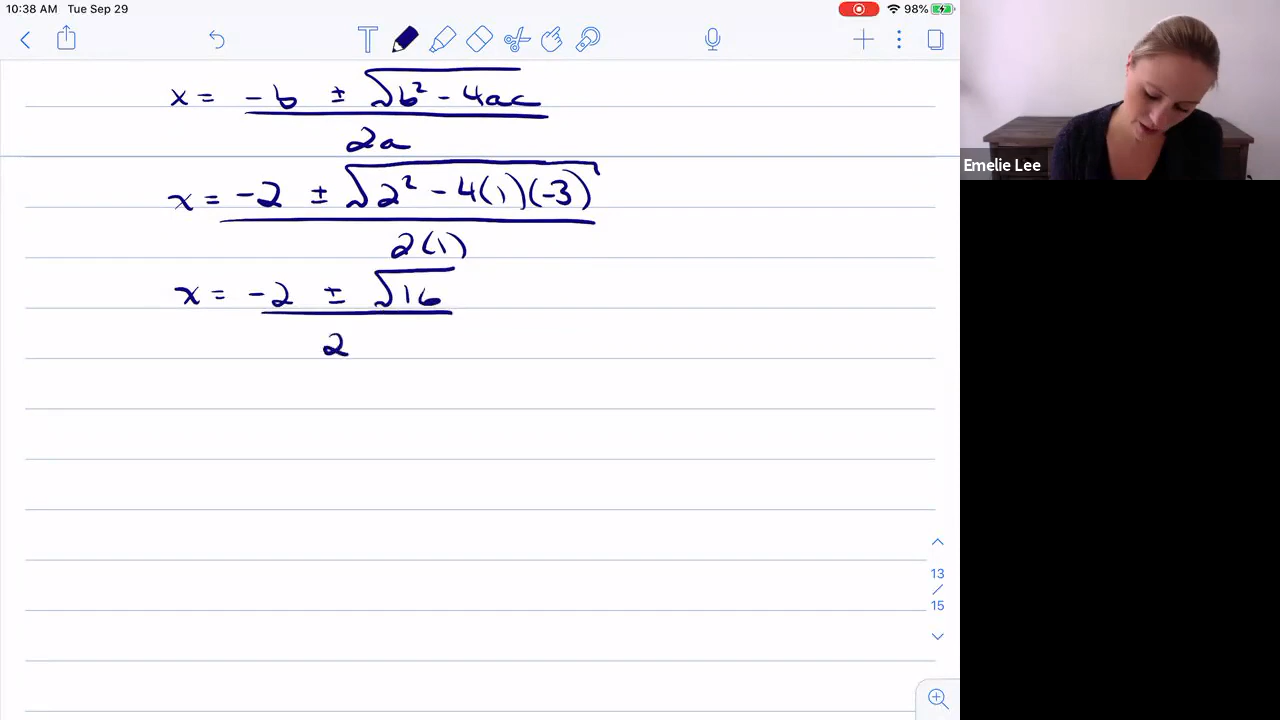 10:38 AM Tue Sep 29
98%
x = -b ± √b² - 4ac
2a
Emelie Lee
x = -2 ± √2² - 4(1)(-3)
2(1)
x = -2 ± √16
2
13
/
15